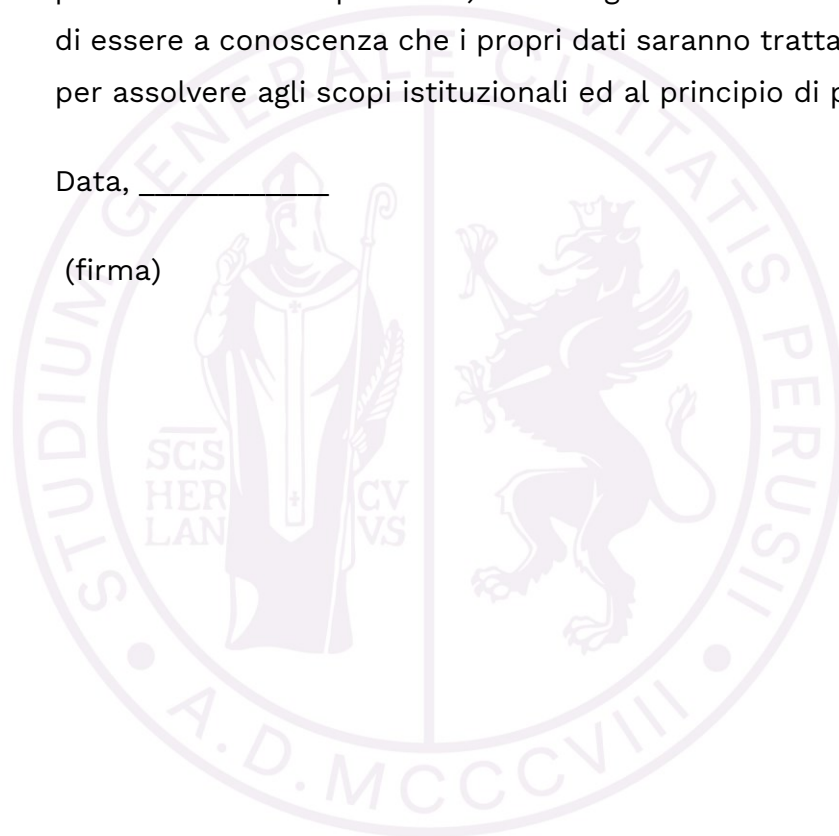 di essere a conoscenza che i propri dati saranno
per assolvere agli scopi istituzionali ed al principio di
Data, ____________
(firma)
STUDIUM GENERALE CIVITATIS PERUSII
SCS
HER CV
LAN VS
A.D. MCCCVIII